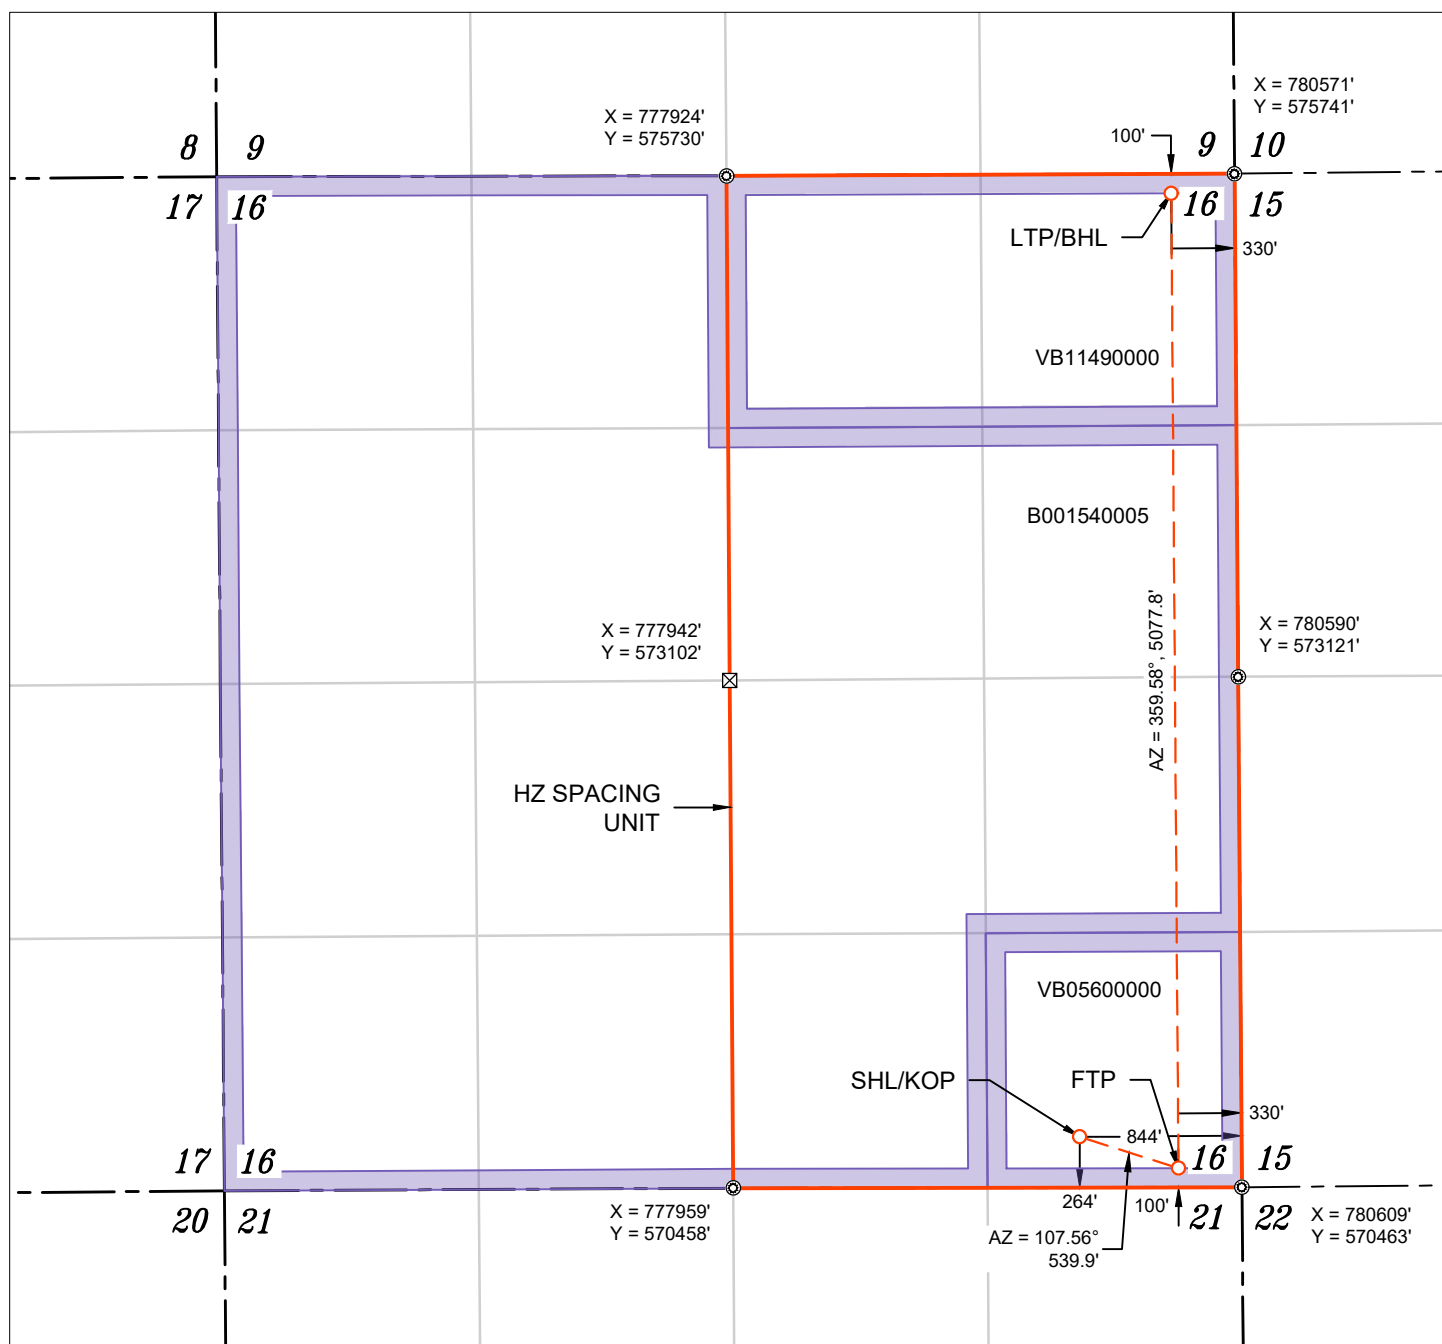 X = 780571'
Y = 575741'
X = 777924'
Y = 575730'
100'
8 9
9 10
17 16
16 15
LTP/BHL
330'
VB11490000
B001540005
X = 777942'
Y = 573102'
X = 780590'
Y = 573121'
AZ = 359.58°, 5077.8'
HZ SPACING
UNIT
VB05600000
SHL/KOP
FTP
330'
844'
17 16
16 15
264'
100'
20 21
21 22
X = 777959'
Y = 570458'
X = 780609'
Y = 570463'
AZ = 107.56°
539.9'